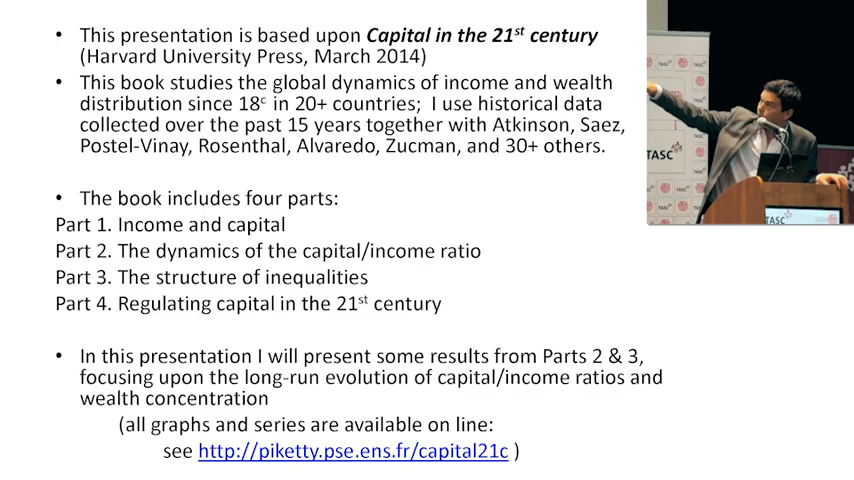 • This presentation is based upon Capital in the 21st century
(Harvard University Press, March 2014)
• This book studies the global dynamics of income and wealth
distribution since 18c in 20+ countries; I use historical data
collected over the past 15 years together with Atkinson, Saez,
Postel-Vinay, Rosenthal, Alvaredo, Zucman, and 30+ others.
• The book includes four parts:
Part 1. Income and capital
Part 2. The dynamics of the capital/income ratio
Part 3. The structure of inequalities
Part 4. Regulating capital in the 21st century
• In this presentation I will present some results from Parts 2 & 3,
focusing upon the long-run evolution of capital/income ratios and
wealth concentration
(all graphs and series are available on line:
see http://piketty.pse.ens.fr/capital21c )
TASC
TASC